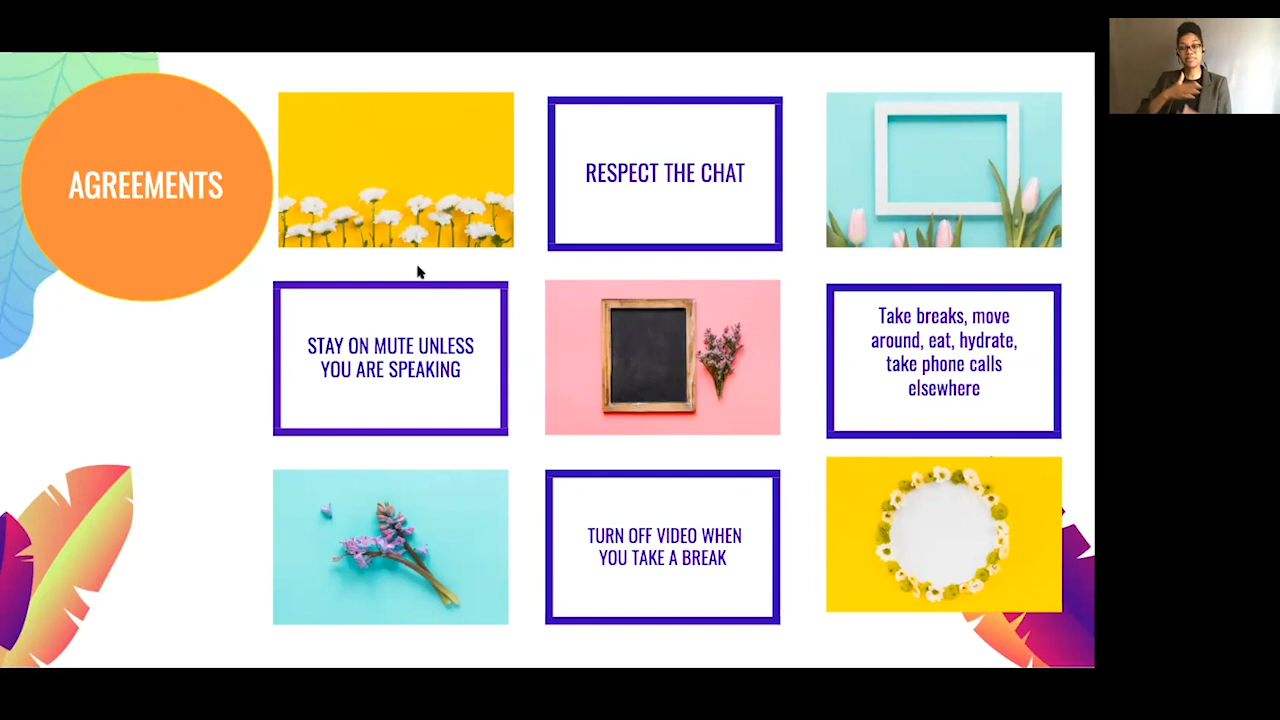 AGREEMENTS
RESPECT THE CHAT
STAY ON MUTE UNLESS
YOU ARE SPEAKING
Take breaks, move
around, eat, hydrate,
take phone calls
elsewhere
TURN OFF VIDEO WHEN
YOU TAKE A BREAK